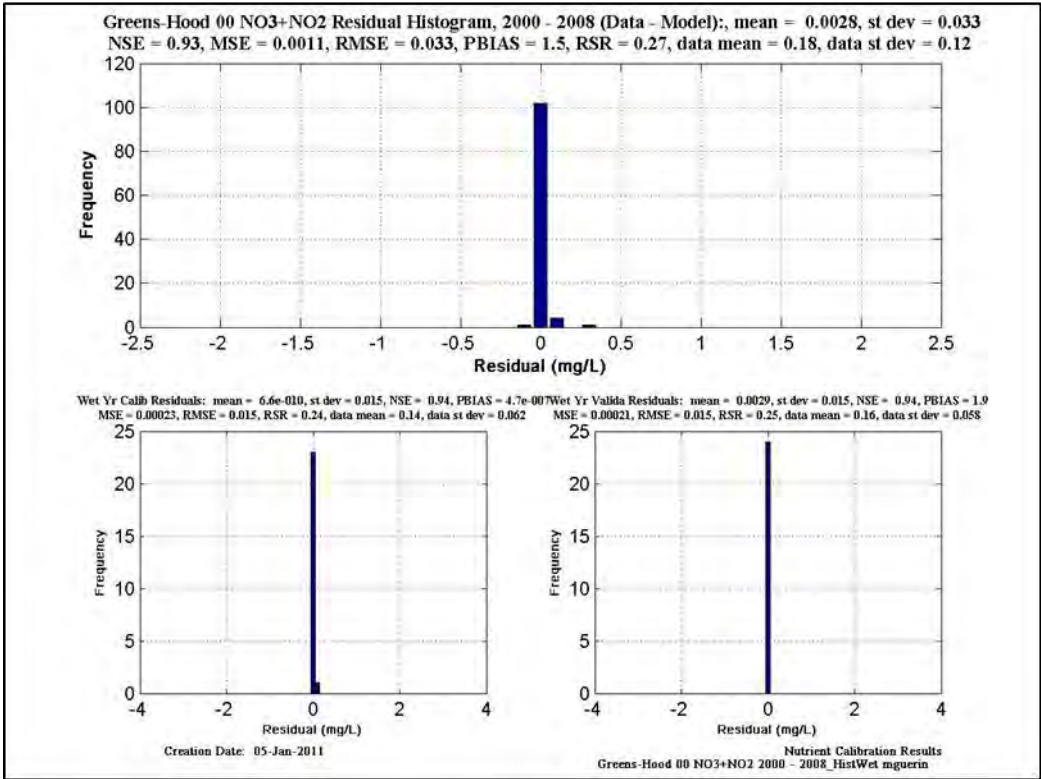 Greens-Hood 00 NO3+NO2 Residual Histogram, 2000 - 2008 (Data - Model):, mean = 0.0028, st dev = 0.033
NSE = 0.93, MSE = 0.0011, RMSE = 0.033, PBIAS = 1.5, RSR = 0.27, data mean = 0.18, data st dev = 0.12
120
100
80
60
40
20
0
Frequency
-2.5 -2 -1.5 -1 -0.5 0 0.5 1 1.5 2 2.5
Residual (mg/L)
Wet Yr Calib Residuals: mean = 6.6e-010, st dev = 0.015, NSE = 0.94, PBIAS = 4.7e-007
MSE = 0.00023, RMSE = 0.015, RSR = 0.24, data mean = 0.14, data st dev = 0.062
25
20
15
10
5
0
Frequency
-4 -2 0 2 4
Residual (mg/L)
Wet Yr Valida Residuals: mean = 0.0029, st dev = 0.015, NSE = 0.94, PBIAS = 1.9
MSE = 0.00021, RMSE = 0.015, RSR = 0.25, data mean = 0.16, data st dev = 0.058
25
20
15
10
5
0
Frequency
-4 -2 0 2 4
Residual (mg/L)
Creation Date: 05-Jan-2011
Nutrient Calibration Results
Greens-Hood 00 NO3+NO2 2000 - 2008_HistWet mguerin